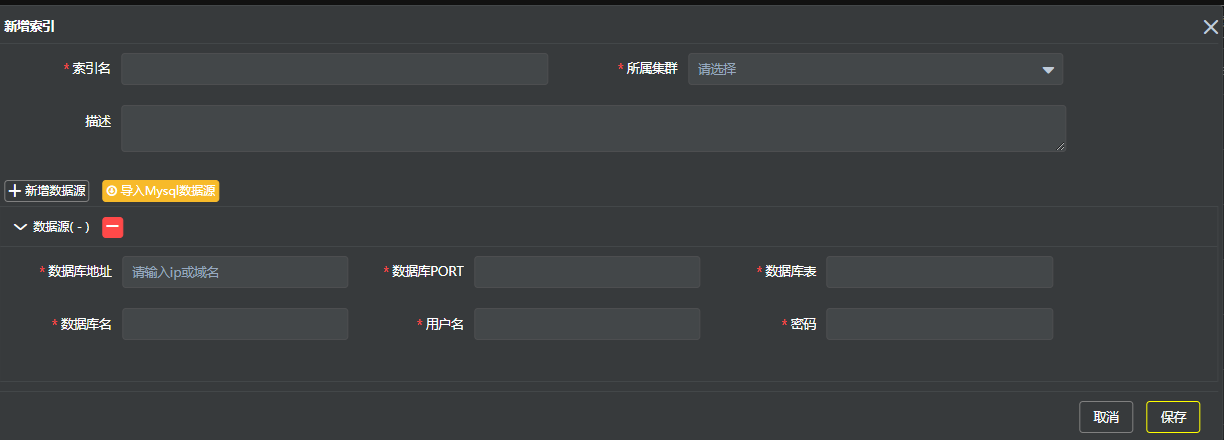 新增索引
* 索引名 * 所属集群 请选择
描述
新增数据源 导入Mysql数据源
数据源( - )
* 数据库地址 请输入ip或域名 * 数据库PORT * 数据库表
* 数据库名 * 用户名 * 密码
取消 保存